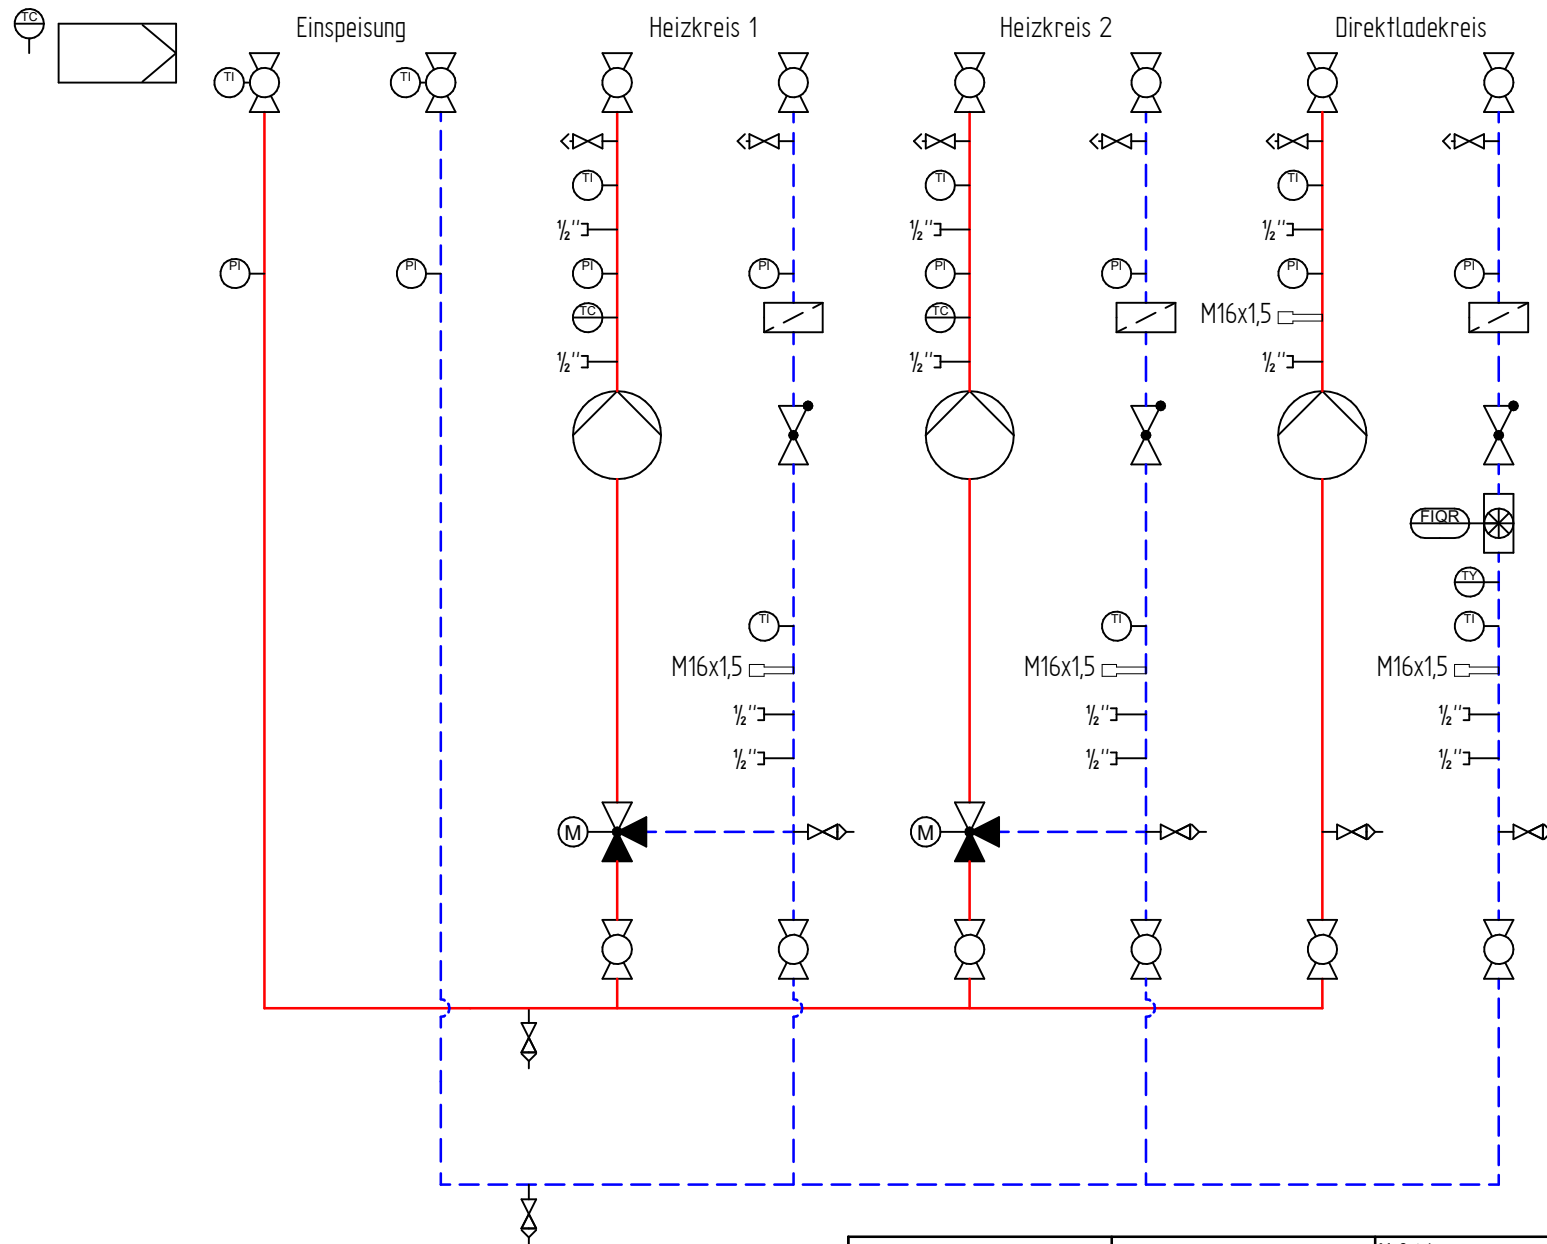 TC Einspeisung Heizkreis 1 Heizkreis 2 Direktladekreis
TI TI
TI TI TI
½'' ½'' ½''
PI PI PI PI PI PI PI PI
TC TC M16x1,5
½'' ½'' ½''
FIQR
TY
TI TI TI
M16x1,5 M16x1,5 M16x1,5
½'' ½'' ½''
½'' ½'' ½''
M M